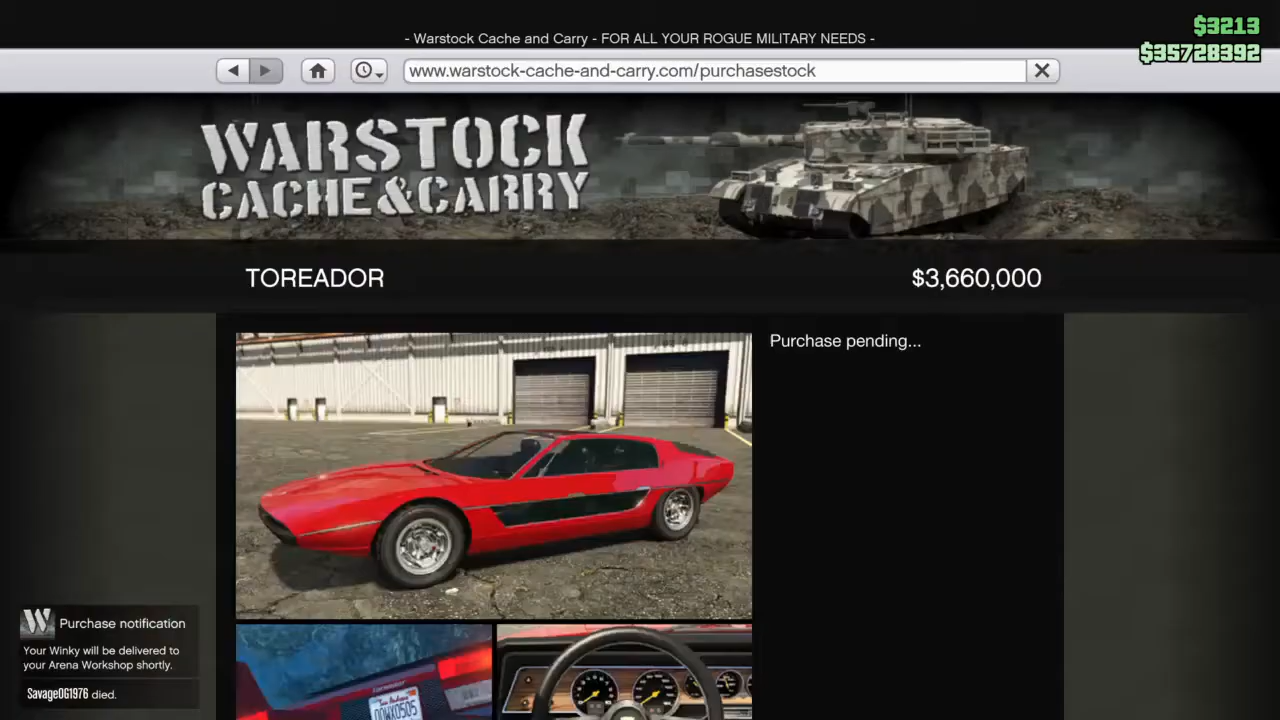 $3213
$35728392
- Warstock Cache and Carry - FOR ALL YOUR ROGUE MILITARY NEEDS -
www.warstock-cache-and-carry.com/purchasestock
WARSTOCK
CACHE&CARRY
TOREADOR
$3,660,000
Purchase pending...
W Purchase notification
Your Winky will be delivered to
your Arena Workshop shortly.
SavageOG1976 died.